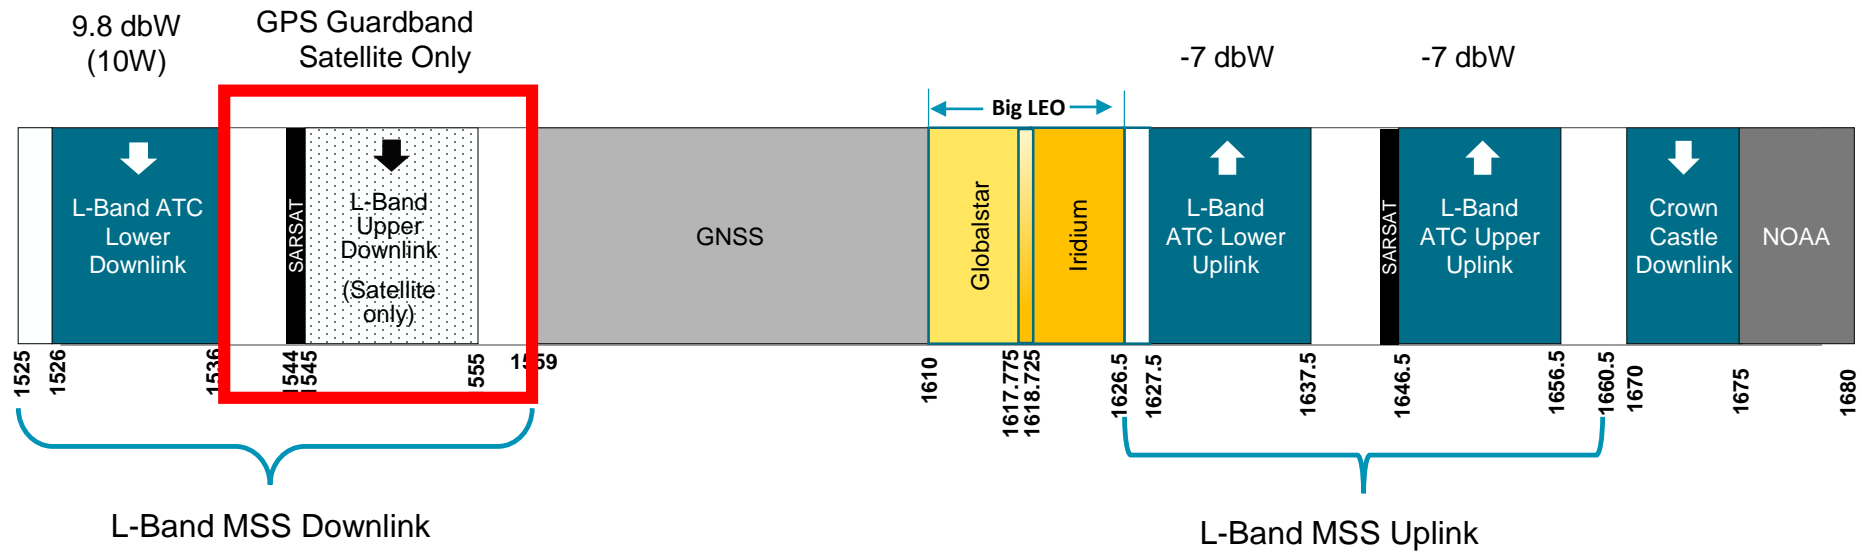 9.8 dbW
(10W)
GPS Guardband
Satellite Only
-7 dbW
-7 dbW
Big LEO
L-Band ATC
Lower
Downlink
SARSAT
L-Band
Upper
Downlink
(Satellite
only)
GNSS
Globalstar
Iridium
L-Band
ATC Lower
Uplink
SARSAT
L-Band
ATC Upper
Uplink
Crown
Castle
Downlink
NOAA
1525
1526
1536
1544
1545
555
1559
1610
1617.775
1618.725
1626.5
1627.5
1637.5
1646.5
1656.5
1660.5
1670
1675
1680
L-Band MSS Downlink
L-Band MSS Uplink